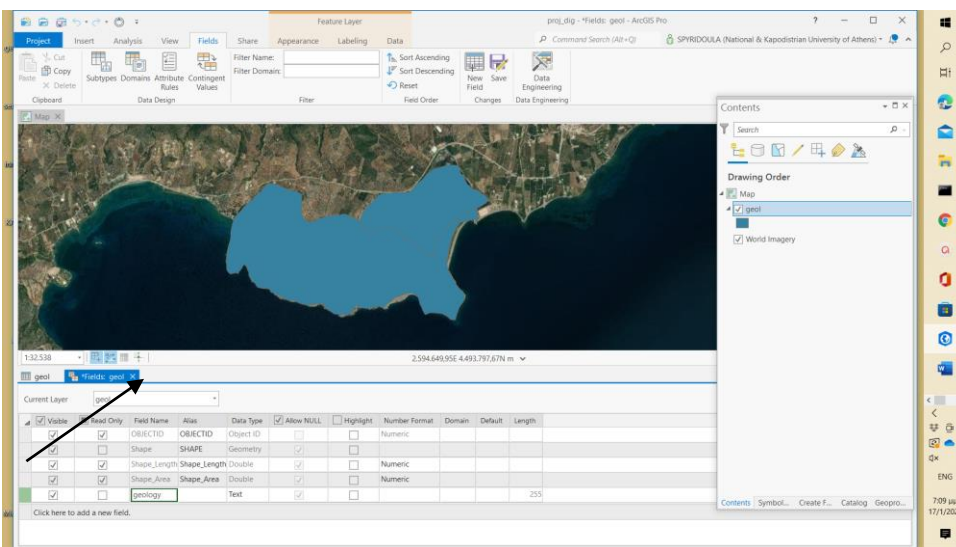 Feature Layer
proj_dig - *Fields: geol - ArcGIS Pro
? — □ X
Project Insert Analysis View Fields Share Appearance Labeling Data
Command Search (Alt+Q)
SPYRIDOULA (National & Kapodistrian University of Athens)
Paste
Cut
Copy
Delete
Clipboard
Subtypes Domains Attribute Rules Contingent Values
Data Design
Filter Name:
Filter Domain:
Filter
Sort Ascending
Sort Descending
Reset
Field Order
New Field Save
Changes
Data Engineering
Data Engineering
Map X
Contents
Search
Drawing Order
Map
geol
World Imagery
1:32.538
2.594.649,95E 4.493.797,67N m
geol *Fields: geol X
Current Layer geol
Visible Read Only Field Name Alias Data Type Allow NULL Highlight Number Format Domain Default Length
OBJECTID OBJECTID Object ID Numeric
Shape SHAPE Geometry
Shape_Length Shape_Length Double Numeric
Shape_Area Shape_Area Double Numeric
geology Text 255
Click here to add a new field.
Contents Symbol... Create F... Catalog Geopro...
ENG
7:09
17/1/202